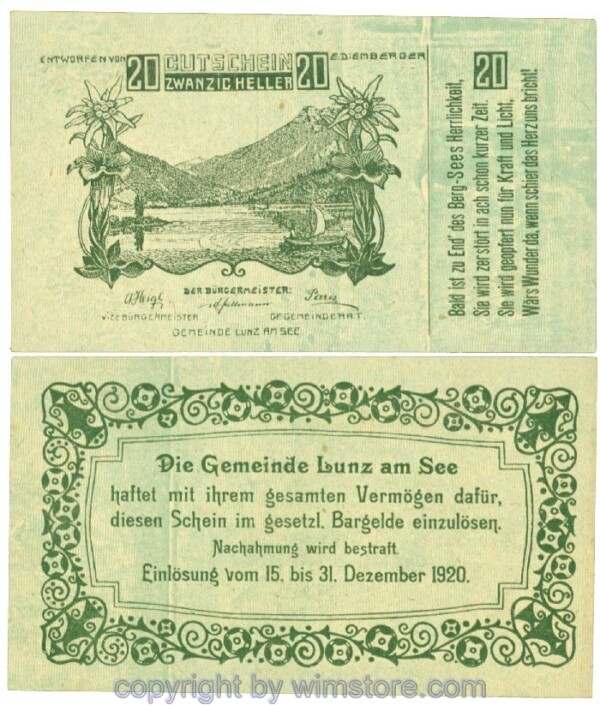 ENTWORFEN VON 20 GUTSCHEIN 20 E.DIEMBERGER
ZWANZIG HELLER
DER BÜRGERMEISTER:
VIZEBÜRGERMEISTER GF. GEMEINDERAT.
GEMEINDE LUNZ AM SEE.
20
Bald ist zu End' des Berg-Sees Herrlichkeit,
Sie wird zerstört in ach schon kurzer Zeit.
Sie wird geopfert nun für Kraft und Licht,
Wärs Wunder da, wenn schier das Herz uns bricht!
Die Gemeinde Lunz am See
haftet mit ihrem gesamten Vermögen dafür,
diesen Schein im gesetzl. Bargelde einzulösen.
Nachahmung wird bestraft.
Einlösung vom 15. bis 31. Dezember 1920.
copyright by wimstore.com